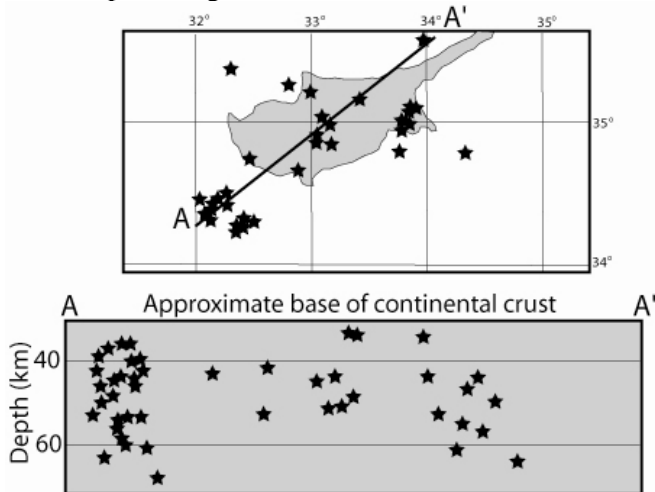 32° 33° 34° 35°
A'
35°
A
34°
A Approximate base of continental crust A'
40
Depth (km)
60